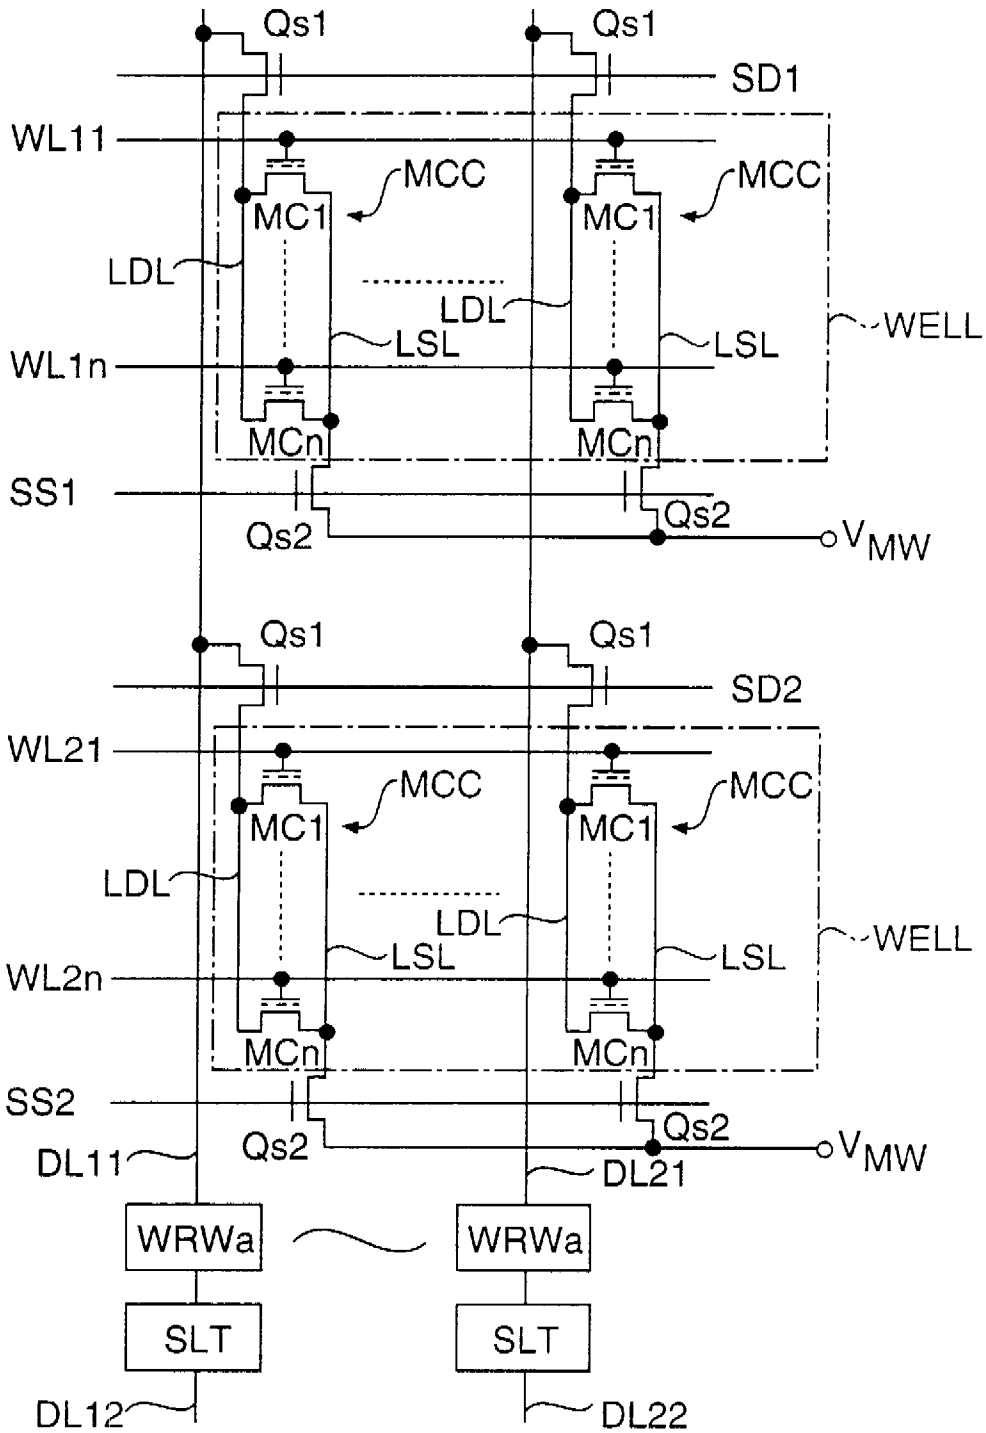 Qs1 Qs1
SD1
WL11
MCC MCC
MC1 MC1
LDL
LDL
WELL
LSL LSL
WL1n
MCn MCn
SS1
Qs2 Qs2
VMW
Qs1 Qs1
SD2
WL21
MCC MCC
MC1 MC1
LDL
LDL
WELL
LSL LSL
WL2n
MCn MCn
SS2
Qs2 Qs2
VMW
DL11 DL21
WRWa WRWa
SLT SLT
DL12 DL22